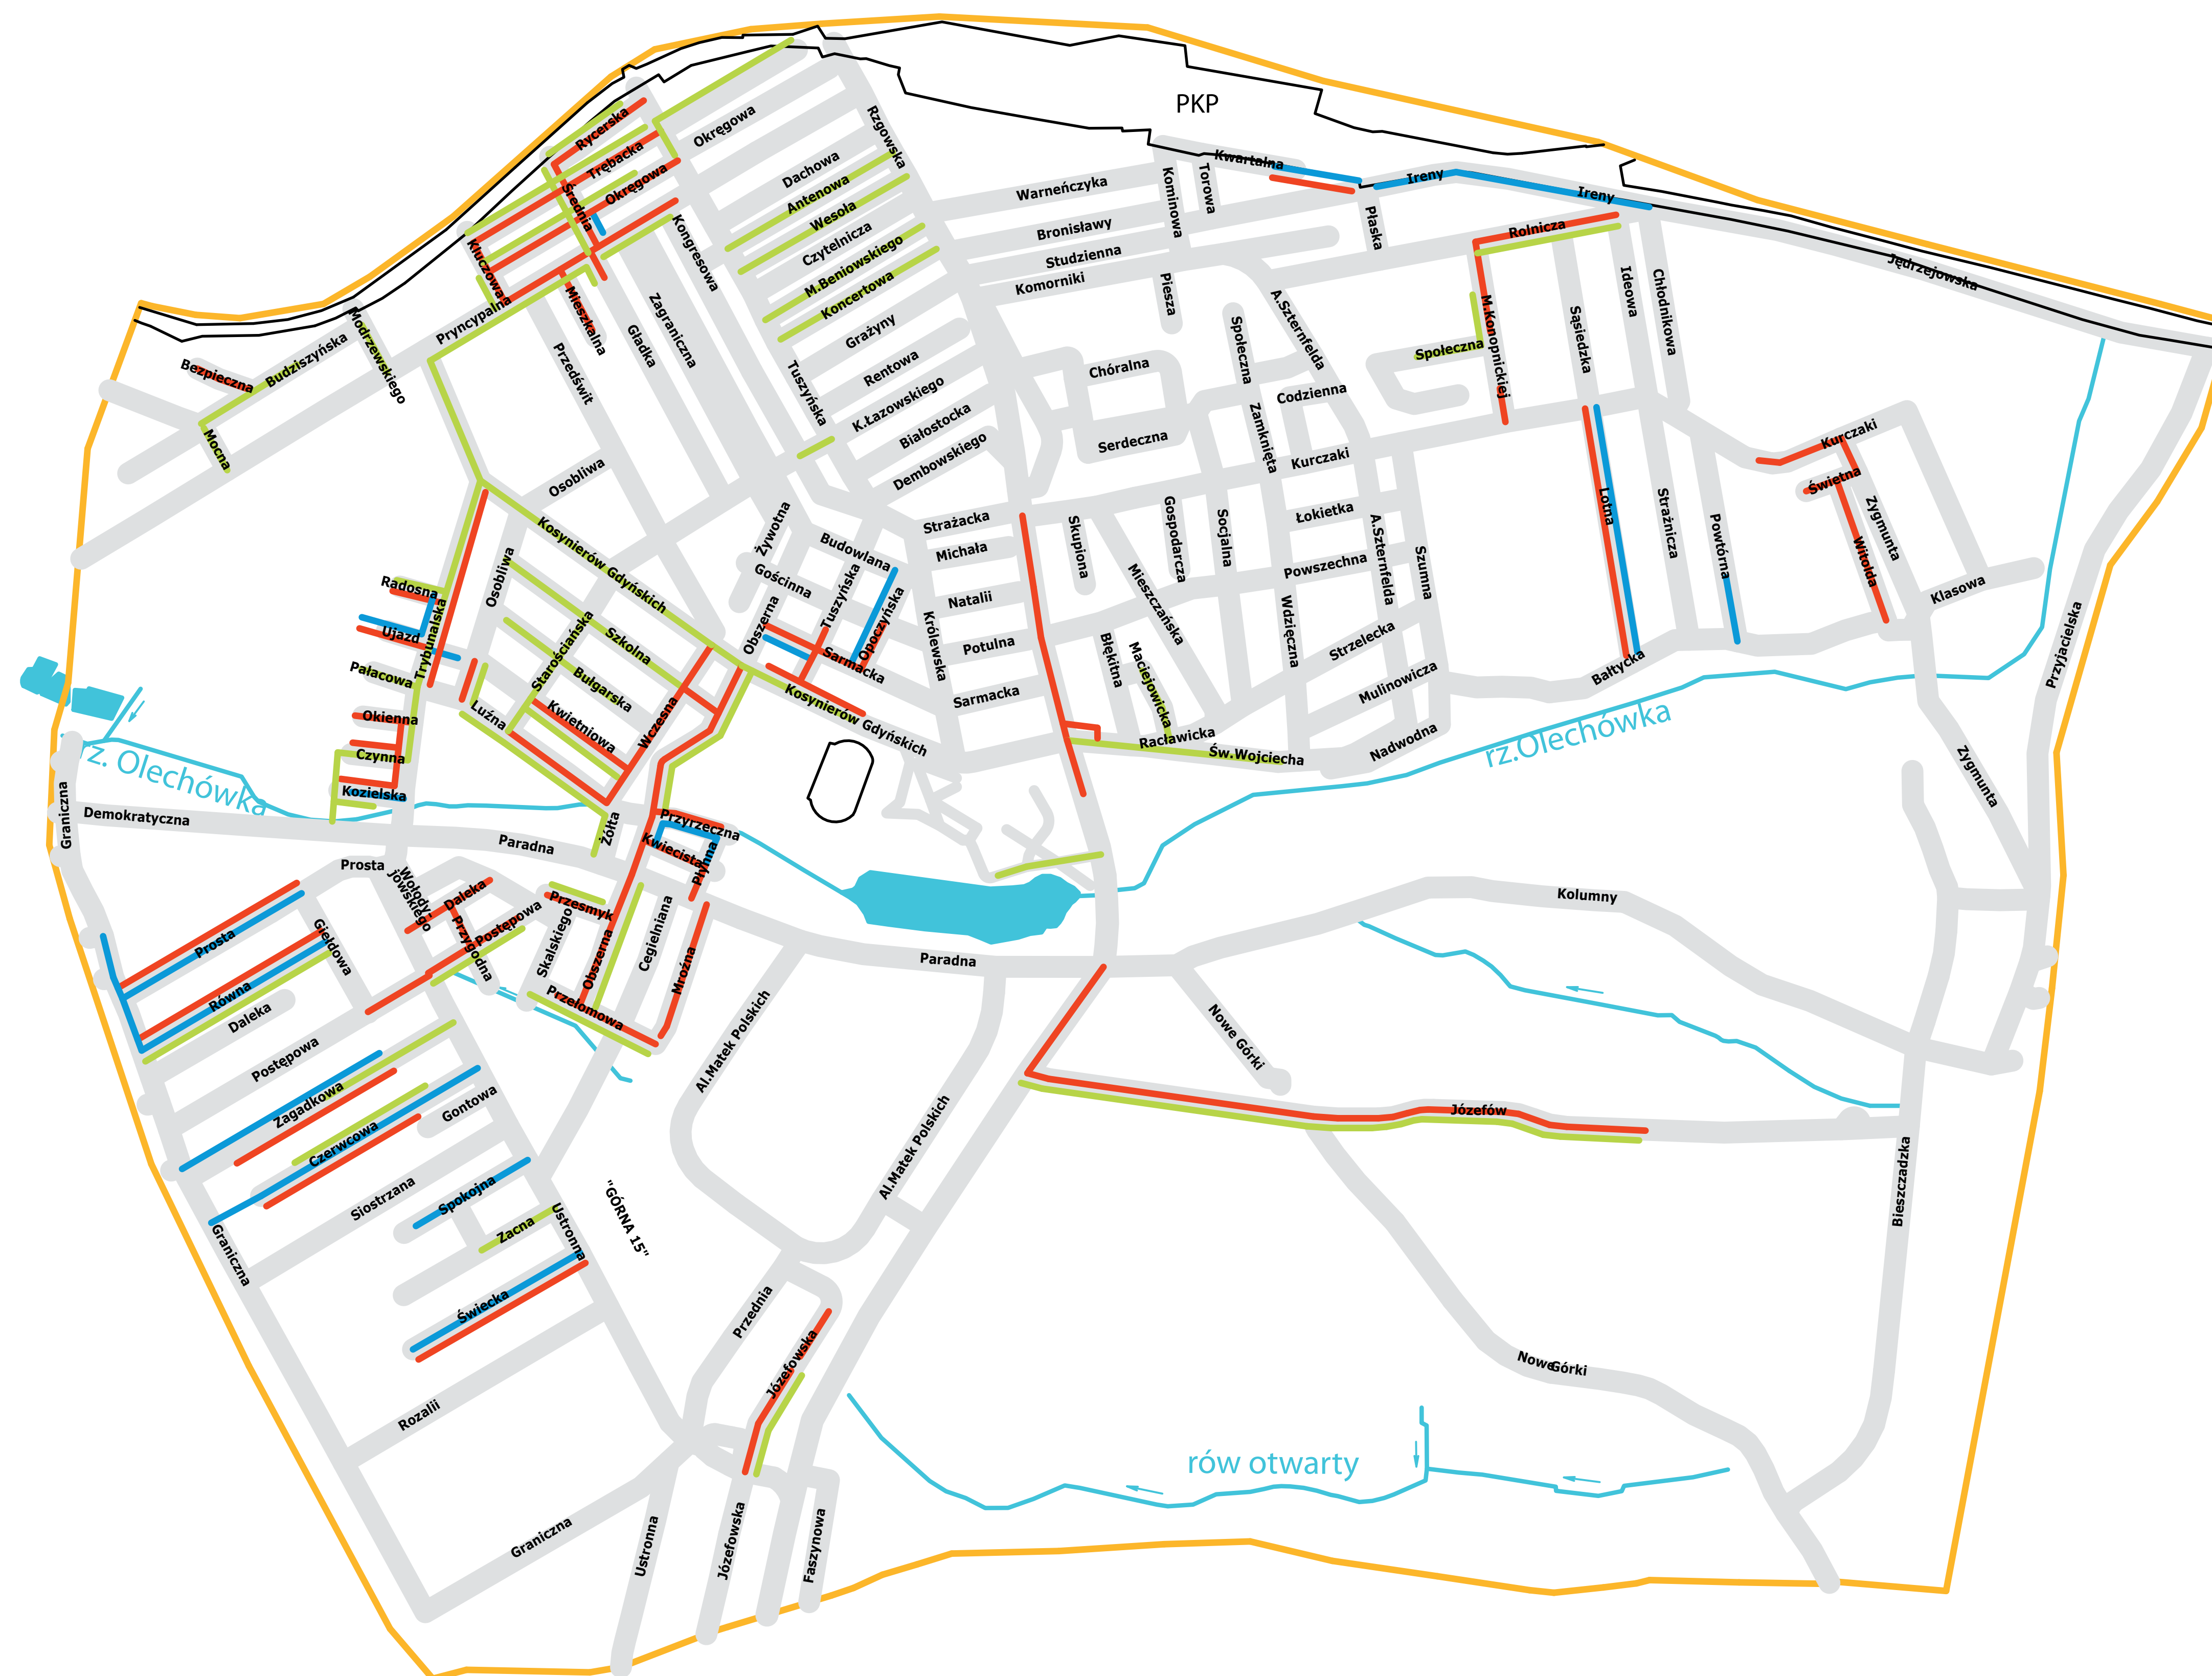 PKP
Rycerska
Trębacka
Okręgowa
Okręgowa
Średnia
Kluczowa
Rzgowska
Dachowa
Antenowa
Wesoła
Czytelnicza
M.Beniowskiego
Koncertowa
Grażyny
Rentowa
K.Łazowskiego
Białostocka
Dembowskiego
Kongresowa
Zagraniczna
Gładka
Mieszkalna
Przedświt
Pryncypalna
Tuszyńska
Warneńczyka
Bronisławy
Studzienna
Komorniki
Kwartalna
Torowa
Kominowa
Piesza
Ireny
Ireny
Płaska
Rolnicza
Jędrzejowska
M.Konopnickiej
Społeczna
Sąsiedzka
Ideowa
Chłodnikowa
A.Szternfelda
Społeczna
Chóralna
Serdeczna
Codzienna
Zamknięta
Kurczaki
Kurczaki
Świetna
Zygmunta
Witolda
Klasowa
Lotna
Strażnicza
Powtórna
Bezpieczna
Budziszyńska
Modrzewskiego
Mocna
Osobliwa
Osobliwa
Kosynierów Gdyńskich
Żywotna
Budowlana
Gościnna
Tuszyńska
Opoczyńska
Obszerna
Sarmacka
Kosynierów Gdyńskich
Strażacka
Michała
Natalii
Potulna
Sarmacka
Królewska
Skupiona
Gospodarcza
Socjalna
Mieszczańska
Łokietka
Powszechna
A.Szternfelda
Szumna
Wdzięczna
Strzelecka
Mulinowicza
Nadwodna
Błękitna
Maciejowicka
Racławicka
Św.Wojciecha
Bałtycka
Przyjacielska
rz.Olechówka
Zygmunta
Radosna
Ujazd
Trybunalska
Pałacowa
Okienna
Czynna
Kozielska
Starościańska
Szkolna
Bułgarska
Kwietniowa
Luźna
Wczesna
rz. Olechówka
Graniczna
Demokratyczna
Paradna
Żółta
Przyrzeczna
Kwiecista
Płynna
Prosta
Wołody-
jowskiego
Daleka
Przygodna
Postępowa
Przesmyk
Skalskiego
Obszerna
Cegielniana
Mroźna
Przełomowa
Prosta
Giełdowa
Równa
Daleka
Postępowa
Zagadkowa
Czerwcowa
Gontowa
Siostrzana
Spokojna
Zacna
Ustronna
Świecka
Graniczna
Rozalii
Graniczna
"GÓRNA 15"
Paradna
Al.Matek Polskich
Al.Matek Polskich
Kolumny
Nowe Górki
Józefów
Bieszczadzka
Nowe Górki
Przednia
Józefowska
Ustronna
Józefowska
Faszynowa
rów otwarty